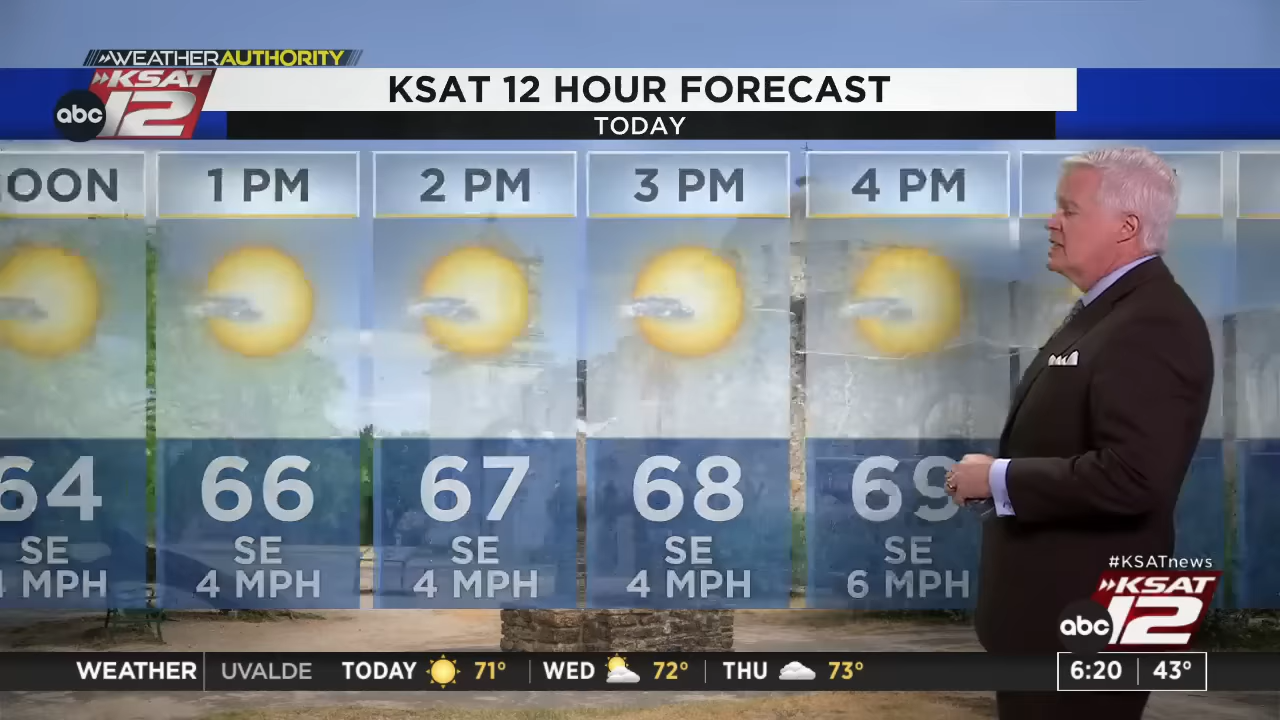 WEATHERAUTHORITY
KSAT
abc 12
KSAT 12 HOUR FORECAST
TODAY
OON 1 PM 2 PM 3 PM 4 PM
64 66 67 68 69
SE SE SE SE SE
MPH 4 MPH 4 MPH 4 MPH 6 MPH
#KSATnews
KSAT
abc 12
WEATHER UVALDE TODAY 71° WED 72° THU 73° 6:20 43°